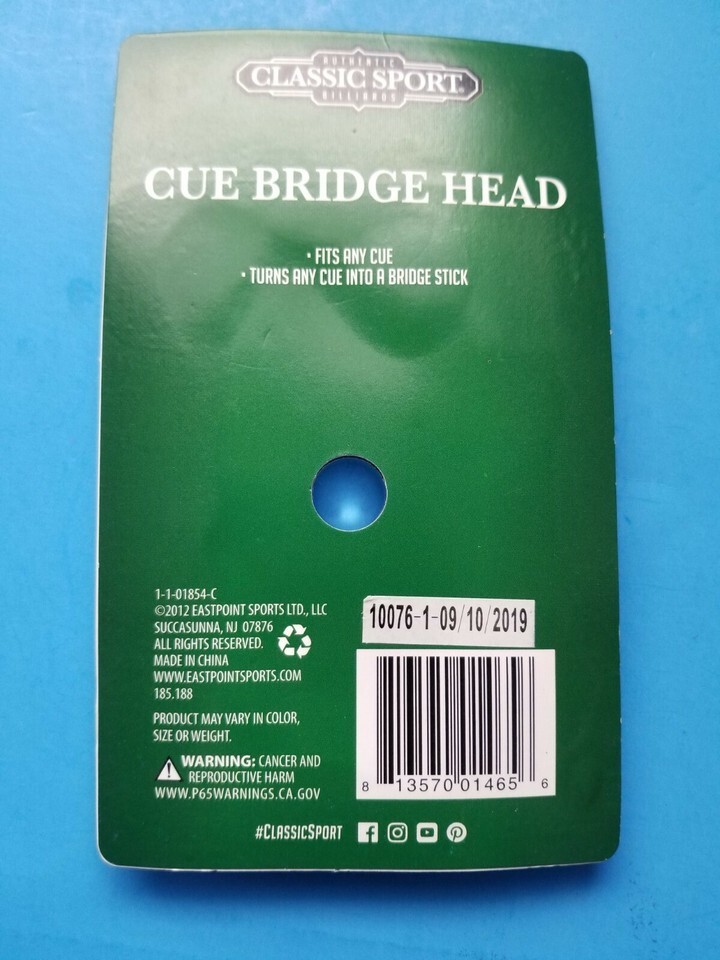 AUTHENTIC
CLASSIC SPORT
BILLIARDS
CUE BRIDGE HEAD
• FITS ANY CUE
• TURNS ANY CUE INTO A BRIDGE STICK
1-1-01854-C
©2012 EASTPOINT SPORTS LTD., LLC
SUCCASUNNA, NJ 07876
ALL RIGHTS RESERVED.
MADE IN CHINA
WWW.EASTPOINTSPORTS.COM
185.188
PRODUCT MAY VARY IN COLOR,
SIZE OR WEIGHT.
WARNING: CANCER AND
REPRODUCTIVE HARM
WWW.P65WARNINGS.CA.GOV
10076-1-09/10/2019
8 13570 01465 6
#CLASSICSPORT